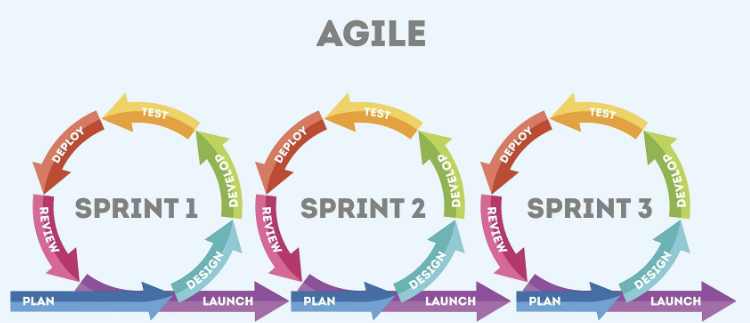 AGILE
TEST
DEPLOY
DEVELOP
SPRINT 1
REVIEW
DESIGN
PLAN
LAUNCH
TEST
DEPLOY
DEVELOP
SPRINT 2
REVIEW
DESIGN
PLAN
LAUNCH
TEST
DEPLOY
DEVELOP
SPRINT 3
REVIEW
DESIGN
PLAN
LAUNCH